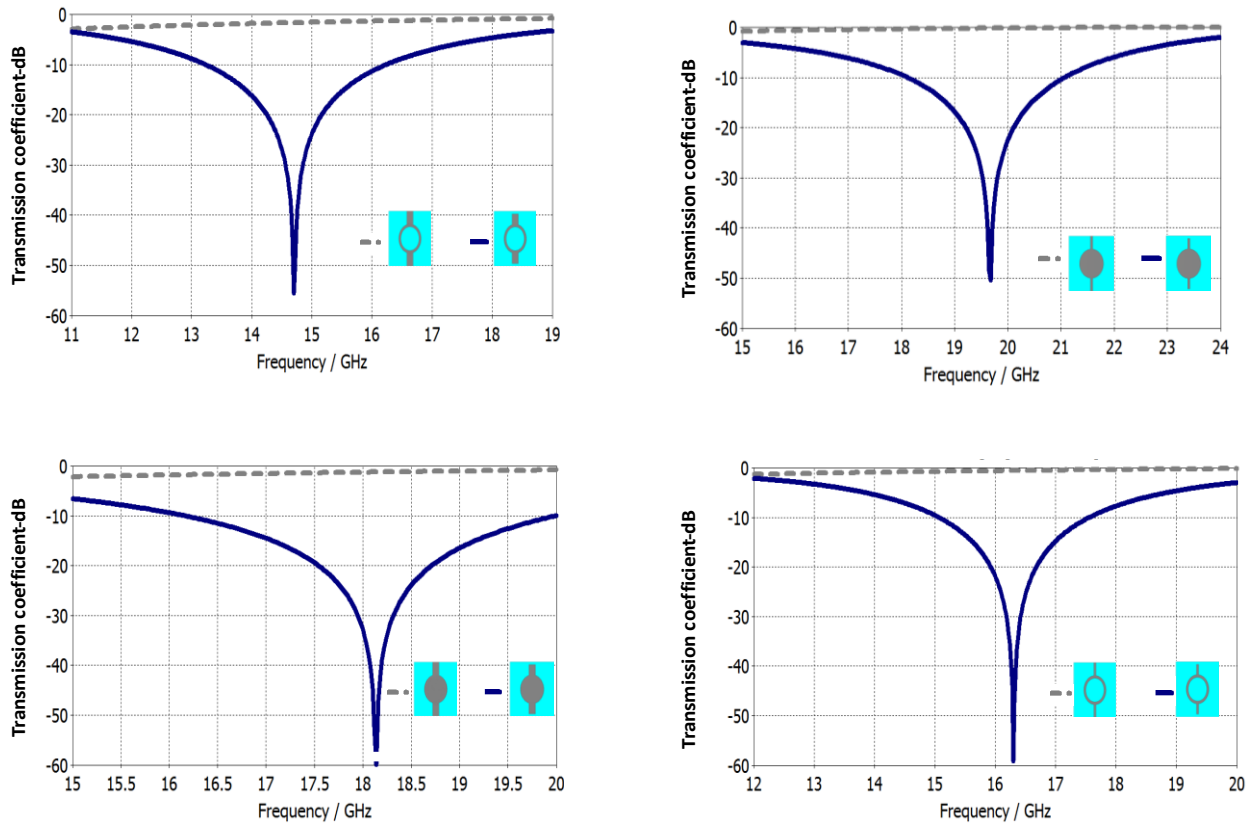 Transmission coefficient-dB
0
-10
-20
-30
-40
-50
-60
11 12 13 14 15 16 17 18 19
Frequency / GHz
Transmission coefficient-dB
0
-10
-20
-30
-40
-50
-60
15 16 17 18 19 20 21 22 23 24
Frequency / GHz
Transmission coefficient-dB
0
-10
-20
-30
-40
-50
-60
15 15.5 16 16.5 17 17.5 18 18.5 19 19.5 20
Frequency / GHz
Transmission coefficient-dB
0
-10
-20
-30
-40
-50
-60
12 13 14 15 16 17 18 19 20
Frequency / GHz